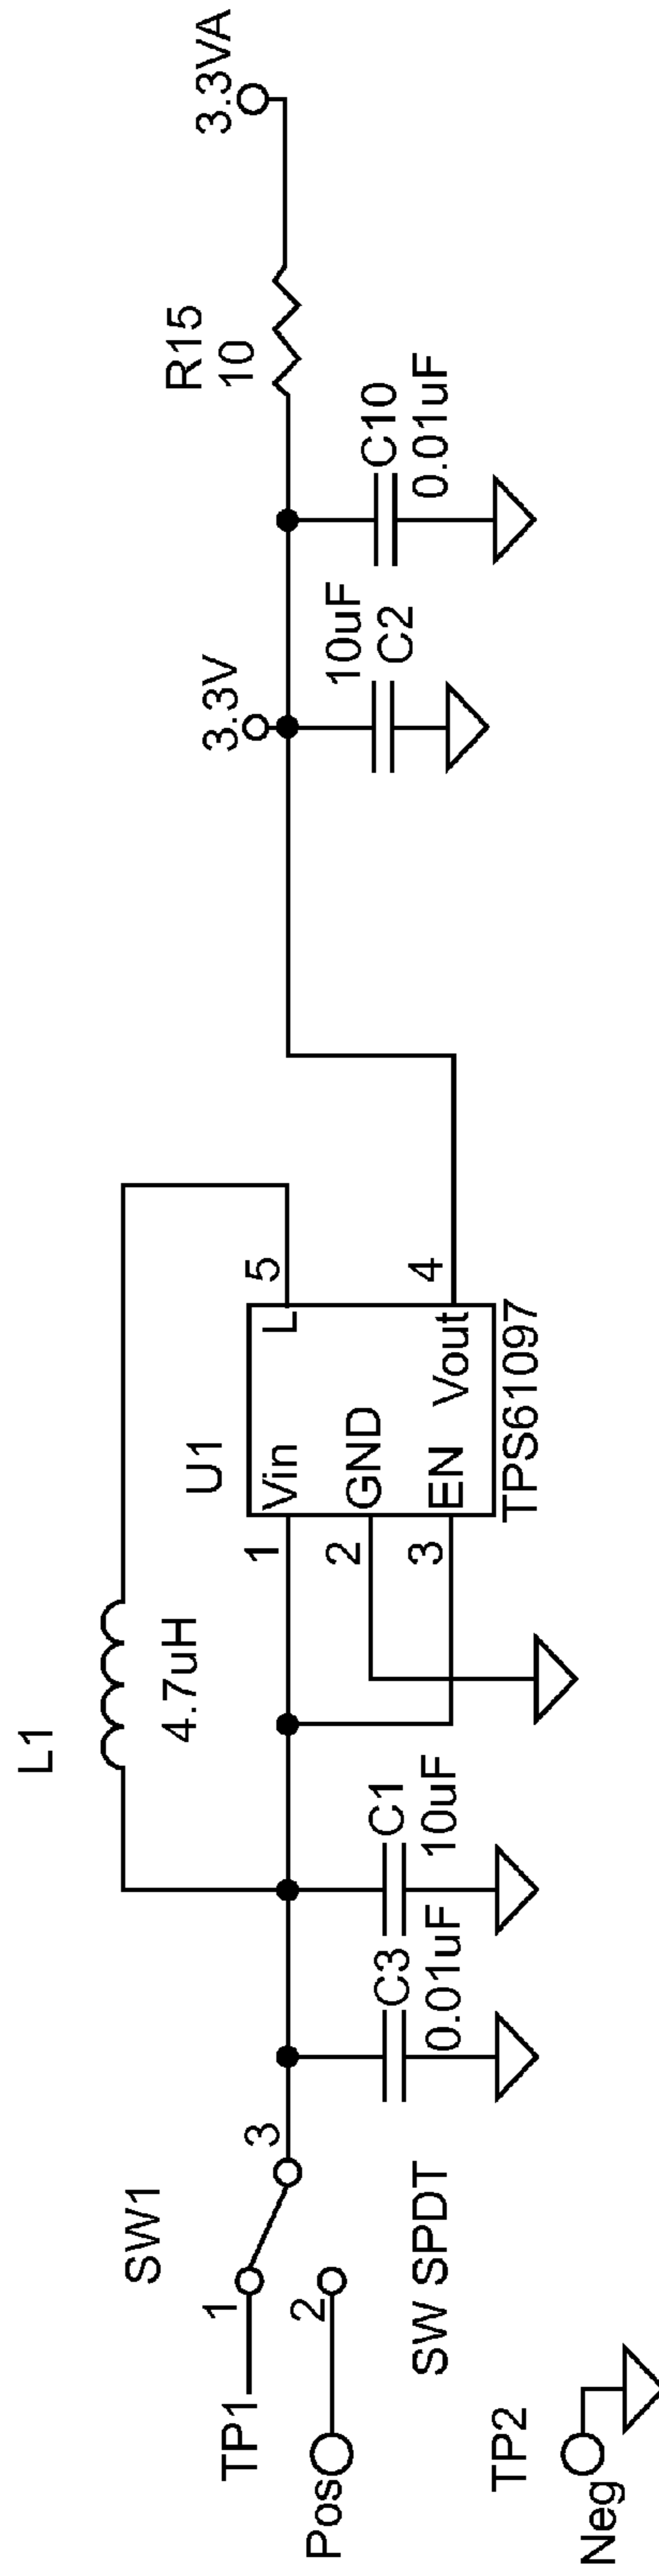 SW1
1
3
2
TP1
Pos
SW SPDT
TP2
Neg
C3
0.01uF
C1
10uF
L1
4.7uH
U1
1
Vin
2
GND
3
EN
L
5
Vout
4
TPS61097
3.3V
10uF
C2
C10
0.01uF
R15
10
3.3VA